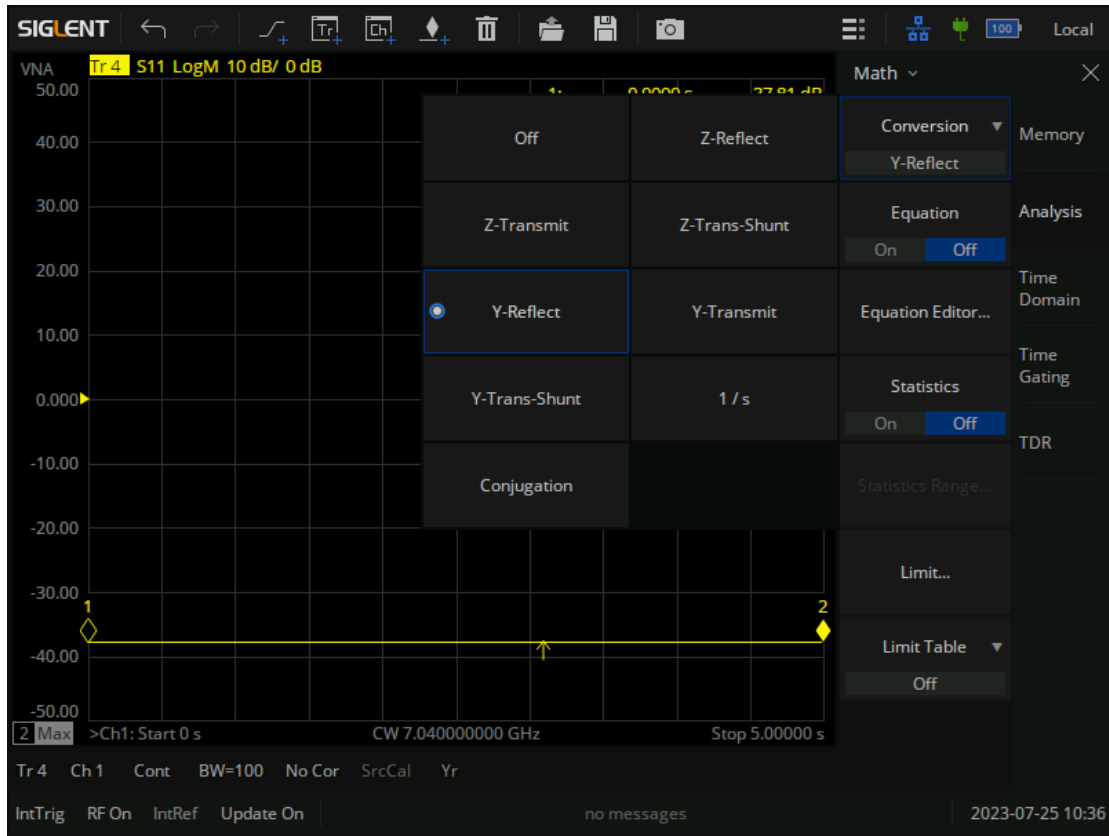 SIGLENT Tr Ch 100 Local
VNA Tr 4 S11 LogM 10 dB/ 0 dB
Math
50.00
40.00
30.00
20.00
10.00
0.000
-10.00
-20.00
-30.00
-40.00
-50.00
1 2
Off Z-Reflect
Z-Transmit Z-Trans-Shunt
Y-Reflect Y-Transmit
Y-Trans-Shunt 1 / s
Conjugation
Conversion
Y-Reflect
Equation
On Off
Equation Editor...
Statistics
On Off
Statistics Range...
Limit...
Limit Table
Off
Memory
Analysis
Time
Domain
Time
Gating
TDR
2 Max >Ch1: Start 0 s CW 7.040000000 GHz Stop 5.00000 s
Tr 4 Ch 1 Cont BW=100 No Cor SrcCal Yr
IntTrig RF On IntRef Update On no messages 2023-07-25 10:36